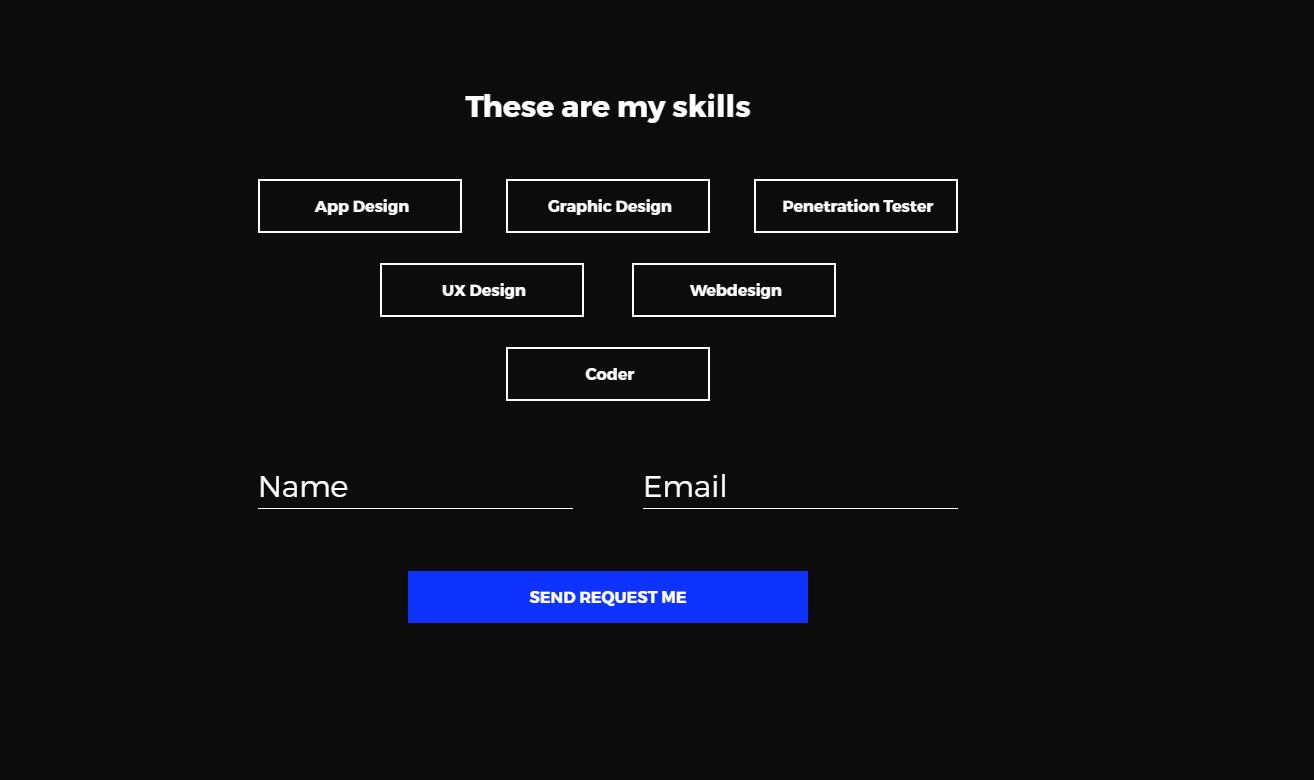 These are my skills
App Design
Graphic Design
Penetration Tester
UX Design
Webdesign
Coder
Name
Email
SEND REQUEST ME